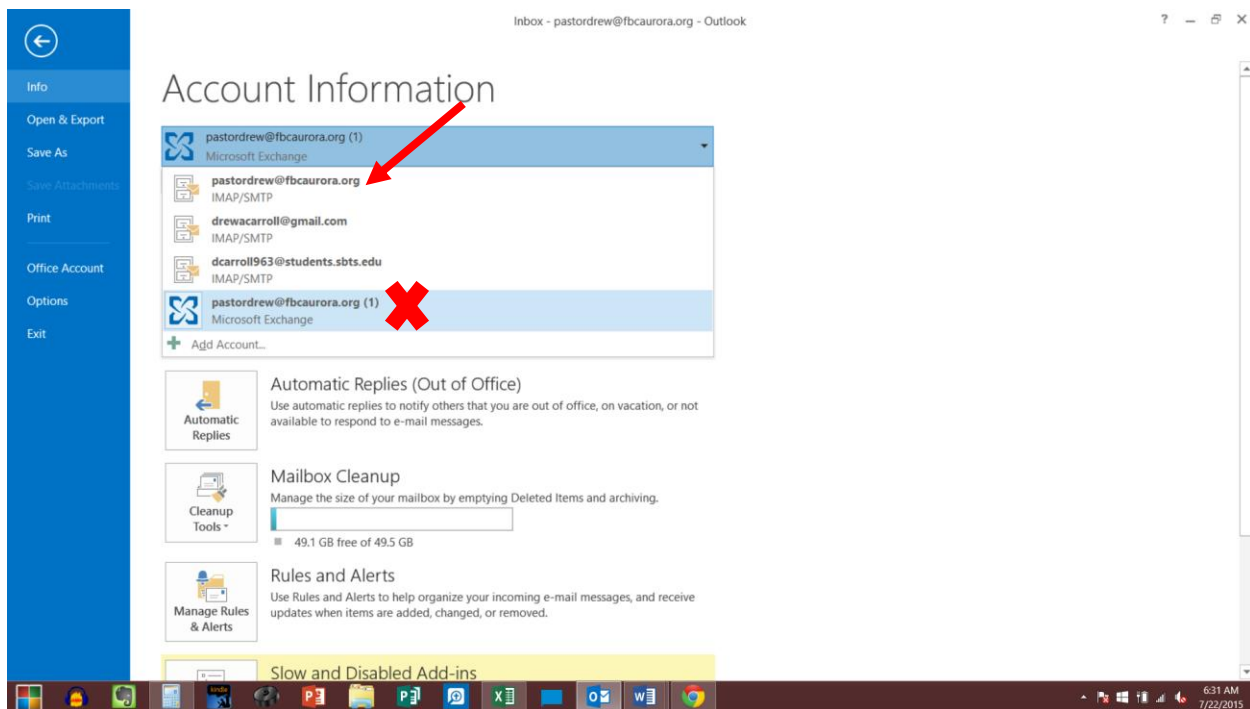 Inbox - pastordrew@fbcaurora.org - Outlook
?
Info
Open & Export
Save As
Save Attachments
Print
Office Account
Options
Exit
Account Information
pastordrew@fbcaurora.org (1)
Microsoft Exchange
pastordrew@fbcaurora.org
IMAP/SMTP
drewacarroll@gmail.com
IMAP/SMTP
dcarroll963@students.sbts.edu
IMAP/SMTP
pastordrew@fbcaurora.org (1)
Microsoft Exchange
Add Account...
Automatic
Replies
Automatic Replies (Out of Office)
Use automatic replies to notify others that you are out of office, on vacation, or not
available to respond to e-mail messages.
Cleanup
Tools
Mailbox Cleanup
Manage the size of your mailbox by emptying Deleted Items and archiving.
49.1 GB free of 49.5 GB
Manage Rules
& Alerts
Rules and Alerts
Use Rules and Alerts to help organize your incoming e-mail messages, and receive
updates when items are added, changed, or removed.
Slow and Disabled Add-ins
kindle
6:31 AM
7/22/2015